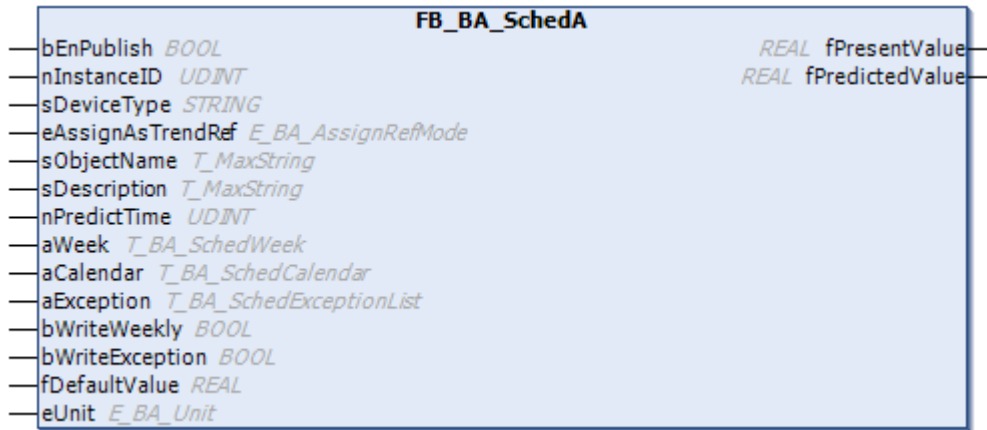 FB_BA_SchedA
bEnPublish BOOL REAL fPresentValue
nInstanceID UDINT REAL fPredictedValue
sDeviceType STRING
eAssignAsTrendRef E_BA_AssignRefMode
sObjectName T_MaxString
sDescription T_MaxString
nPredictTime UDINT
aWeek T_BA_SchedWeek
aCalendar T_BA_SchedCalendar
aException T_BA_SchedExceptionList
bWriteWeekly BOOL
bWriteException BOOL
fDefaultValue REAL
eUnit E_BA_Unit